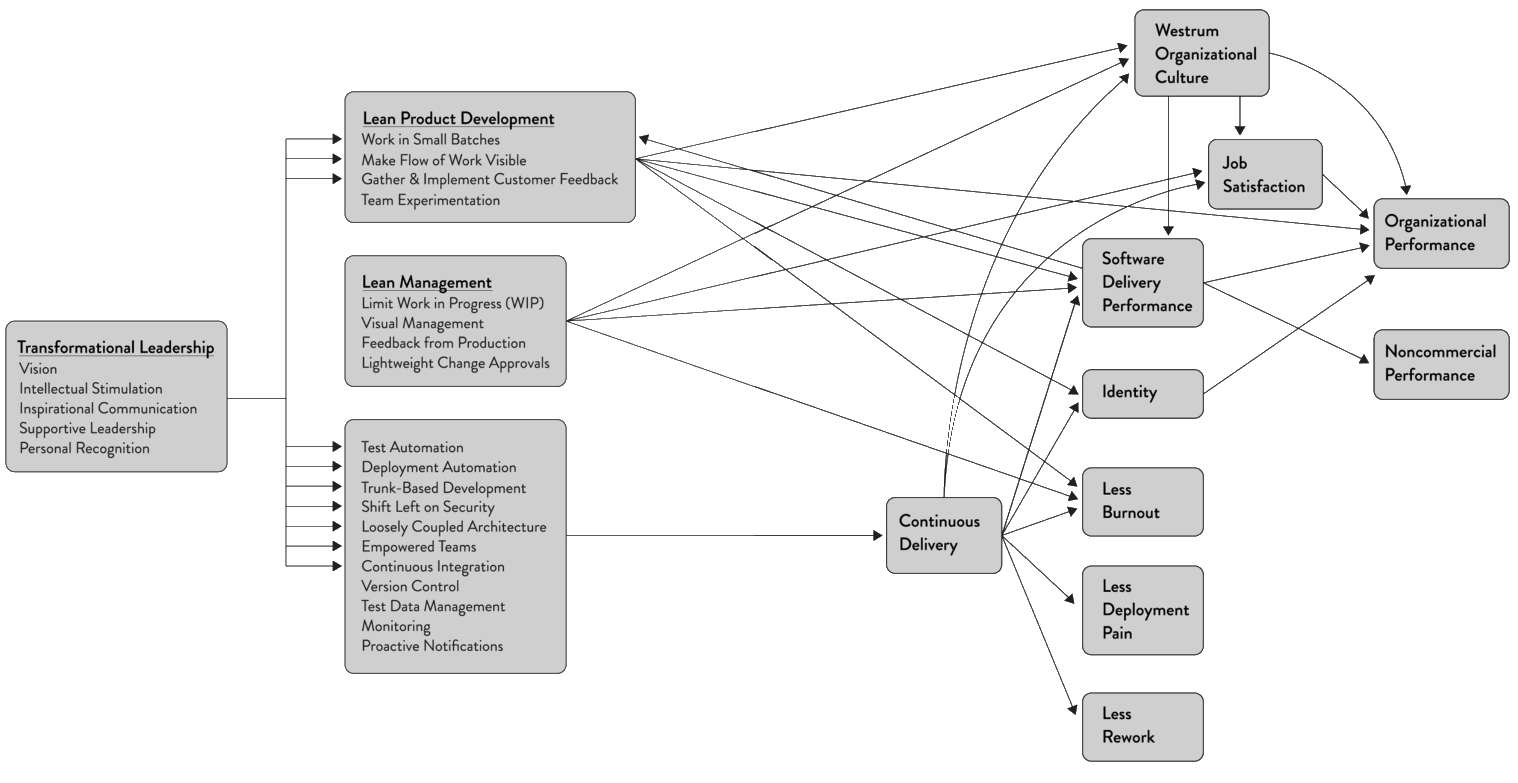 Transformational Leadership
Vision
Intellectual Stimulation
Inspirational Communication
Supportive Leadership
Personal Recognition
Lean Product Development
Work in Small Batches
Make Flow of Work Visible
Gather & Implement Customer Feedback
Team Experimentation
Lean Management
Limit Work in Progress (WIP)
Visual Management
Feedback from Production
Lightweight Change Approvals
Test Automation
Deployment Automation
Trunk-Based Development
Shift Left on Security
Loosely Coupled Architecture
Empowered Teams
Continuous Integration
Version Control
Test Data Management
Monitoring
Proactive Notifications
Continuous
Delivery
Westrum
Organizational
Culture
Job
Satisfaction
Software
Delivery
Performance
Identity
Less
Burnout
Less
Deployment
Pain
Less
Rework
Organizational
Performance
Noncommercial
Performance